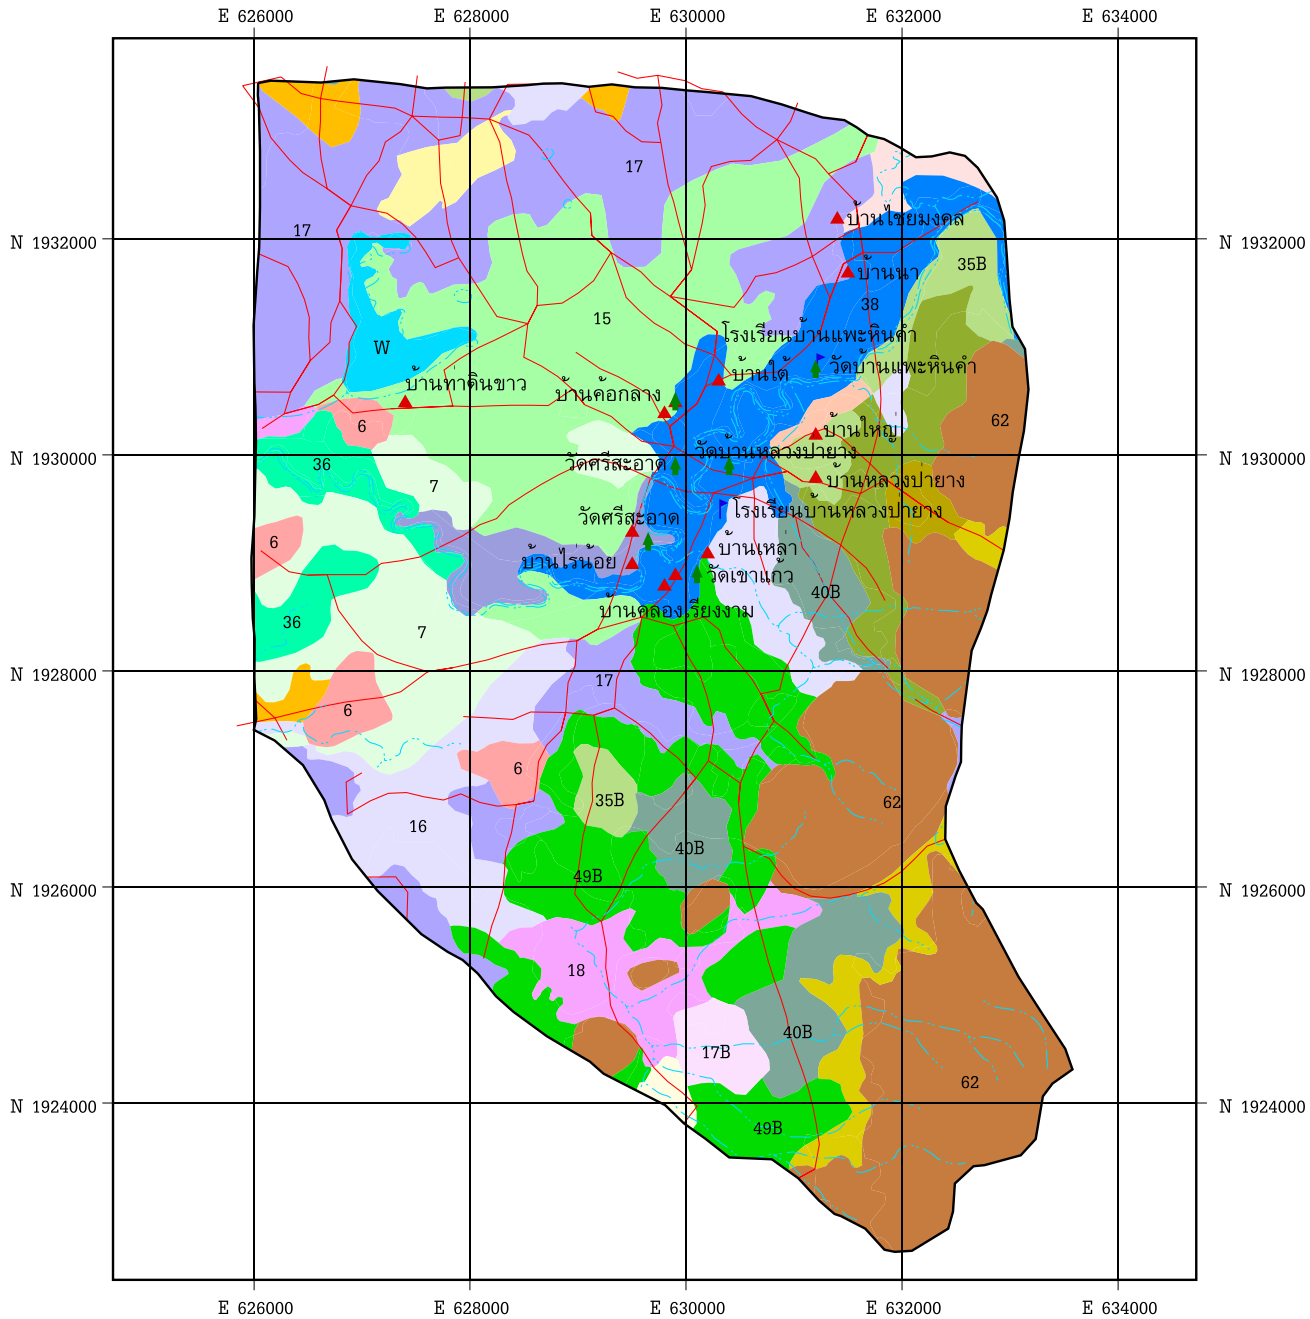 E 626000 E 628000 E 630000 E 632000 E 634000
17
17
N 1932000 N 1932000
บ้านไชยมงคล
35B
บ้านนา
38
15
โรงเรียนบ้านแพะหินคำ
W
วัดบ้านแพะหินคำ
บ้านใต้
บ้านท่าดินขาว
บ้านค้อกลาง
62
6
บ้านใหญ่
วัดบ้านหลวงป่ายาง
N 1930000 N 1930000
36
วัดศรีสะอาด
บ้านหลวงป่ายาง
7
โรงเรียนบ้านหลวงป่ายาง
วัดศรีสะอาด
6
บ้านเหล่า
บ้านไร่น้อย
วัดเขาแก้ว
40B
บ้านคลองเรียงงาม
36
7
N 1928000 N 1928000
17
6
6
35B
62
16
40B
49B
N 1926000 N 1926000
18
40B
17B
62
N 1924000 N 1924000
49B
E 626000 E 628000 E 630000 E 632000 E 634000